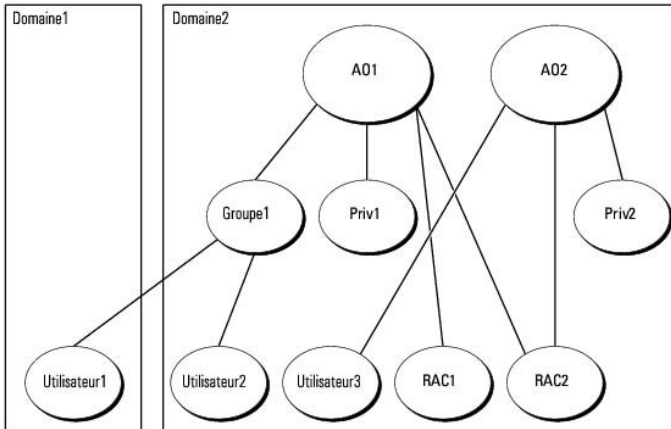 Domaine1
Domaine2
AO1
AO2
Groupe1
Priv1
Priv2
Utilisateur1
Utilisateur2
Utilisateur3
RAC1
RAC2